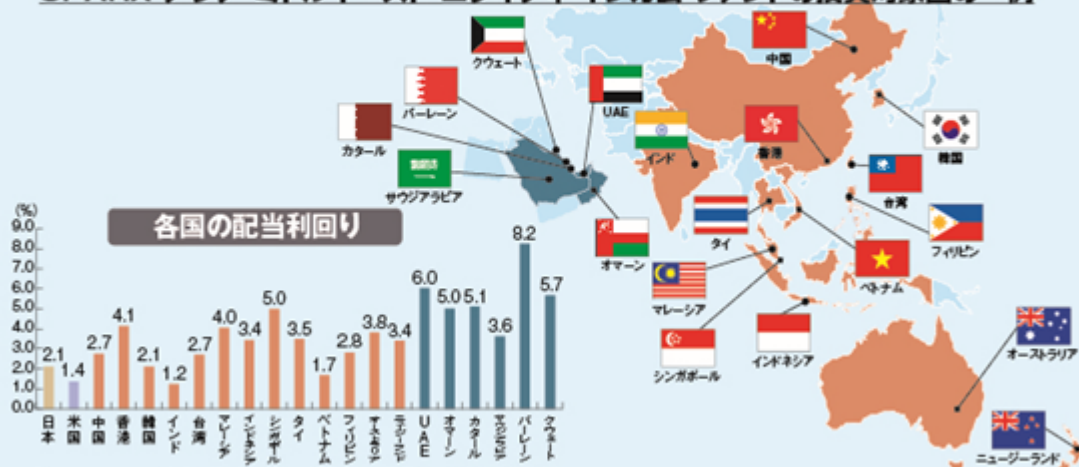 クウェート
中国
バーレーン
UAE
カタール
インド
香港
韓国
サウジアラビア
台湾
オマーン
タイ
フィリピン
ベトナム
マレーシア
シンガポール
インドネシア
オーストラリア
ニュージーランド
各国の配当利回り
(%)
9.0
8.0
7.0
6.0
5.0
4.0
3.0
2.0
1.0
0.0
2.1
1.4
2.7
4.1
2.1
1.2
2.7
4.0
3.4
5.0
3.5
1.7
2.8
3.8
3.4
6.0
5.0
5.1
3.6
8.2
5.7
日本
米国
中国
香港
韓国
インド
台湾
マレーシア
インドネシア
シンガポール
タイ
ベトナム
フィリピン
オーストラリア
ニュージーランド
UAE
オマーン
カタール
サウジアラビア
バーレーン
クウェート